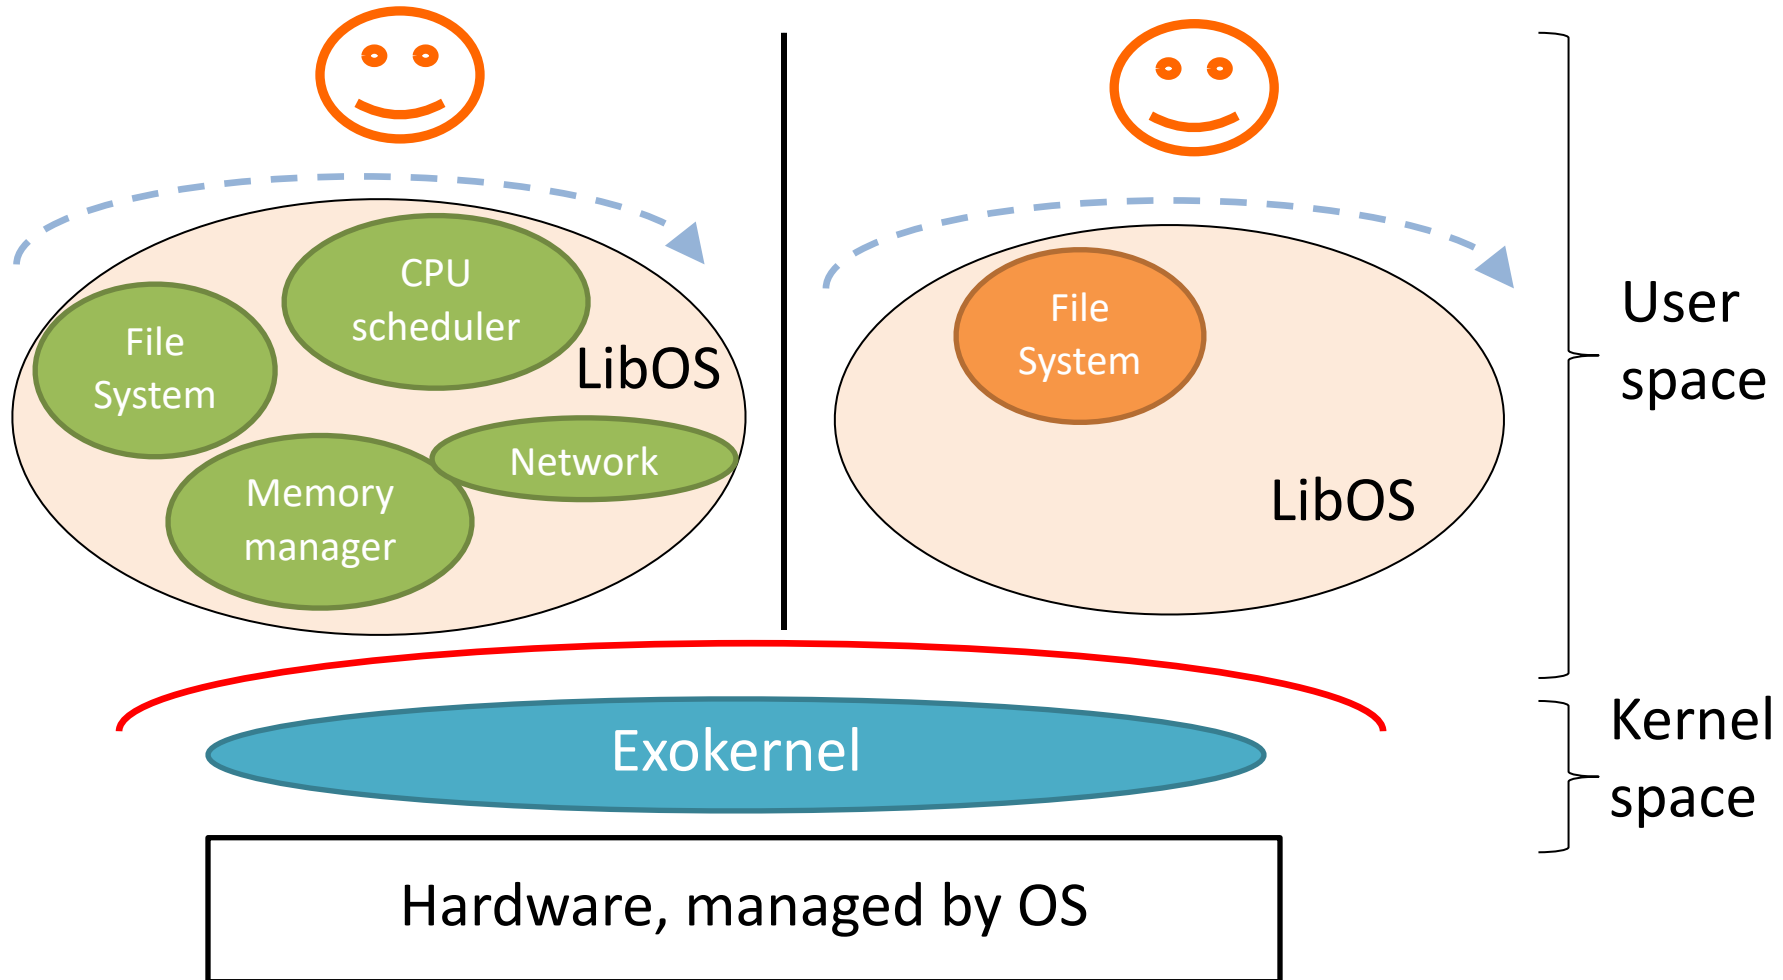 CPU
scheduler
File
System
LibOS
Network
Memory
manager
File
System
LibOS
User
space
Exokernel
Kernel
space
Hardware, managed by OS